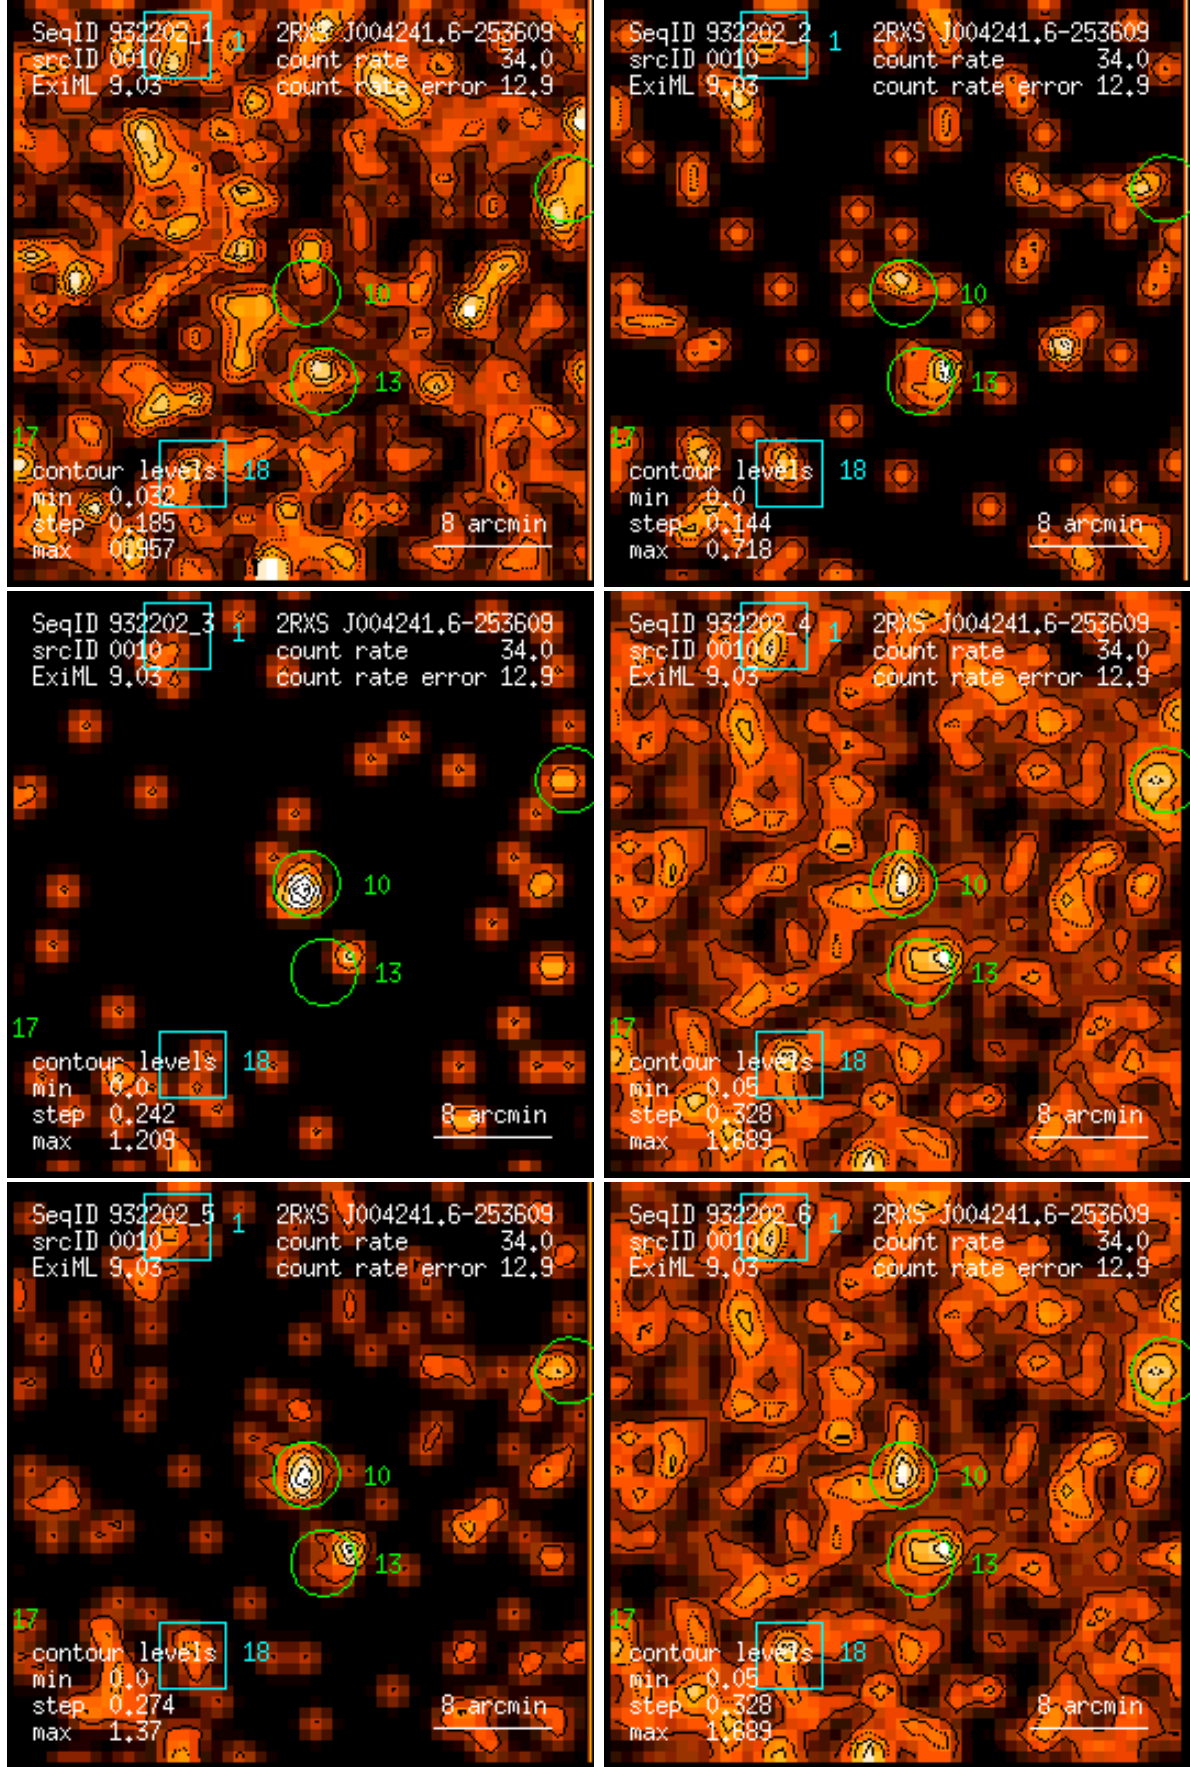 SeqID 932202_1 1 2RXS J004241.6-253609
srcID 0010 count rate 34.0
ExiML 9.03 count rate error 12.9
10
13
17
contour levels 18
min 0.032
step 0.185 8 arcmin
max 0.957
SeqID 932202_2 1 2RXS J004241.6-253609
srcID 0010 count rate 34.0
ExiML 9.03 count rate error 12.9
10
13
17
contour levels 18
min 0.0
step 0.144 8 arcmin
max 0.718
SeqID 932202_3 1 2RXS J004241.6-253609
srcID 0010 count rate 34.0
ExiML 9.03 count rate error 12.9
10
13
17
contour levels 18
min 0.0
step 0.242 8 arcmin
max 1.209
SeqID 932202_4 1 2RXS J004241.6-253609
srcID 0010 count rate 34.0
ExiML 9.03 count rate error 12.9
10
13
17
contour levels 18
min 0.05
step 0.328 8 arcmin
max 1.689
SeqID 932202_5 1 2RXS J004241.6-253609
srcID 0010 count rate 34.0
ExiML 9.03 count rate error 12.9
10
13
17
contour levels 18
min 0.0
step 0.274 8 arcmin
max 1.37
SeqID 932202_6 1 2RXS J004241.6-253609
srcID 0010 count rate 34.0
ExiML 9.03 count rate error 12.9
10
13
17
contour levels 18
min 0.05
step 0.328 8 arcmin
max 1.689